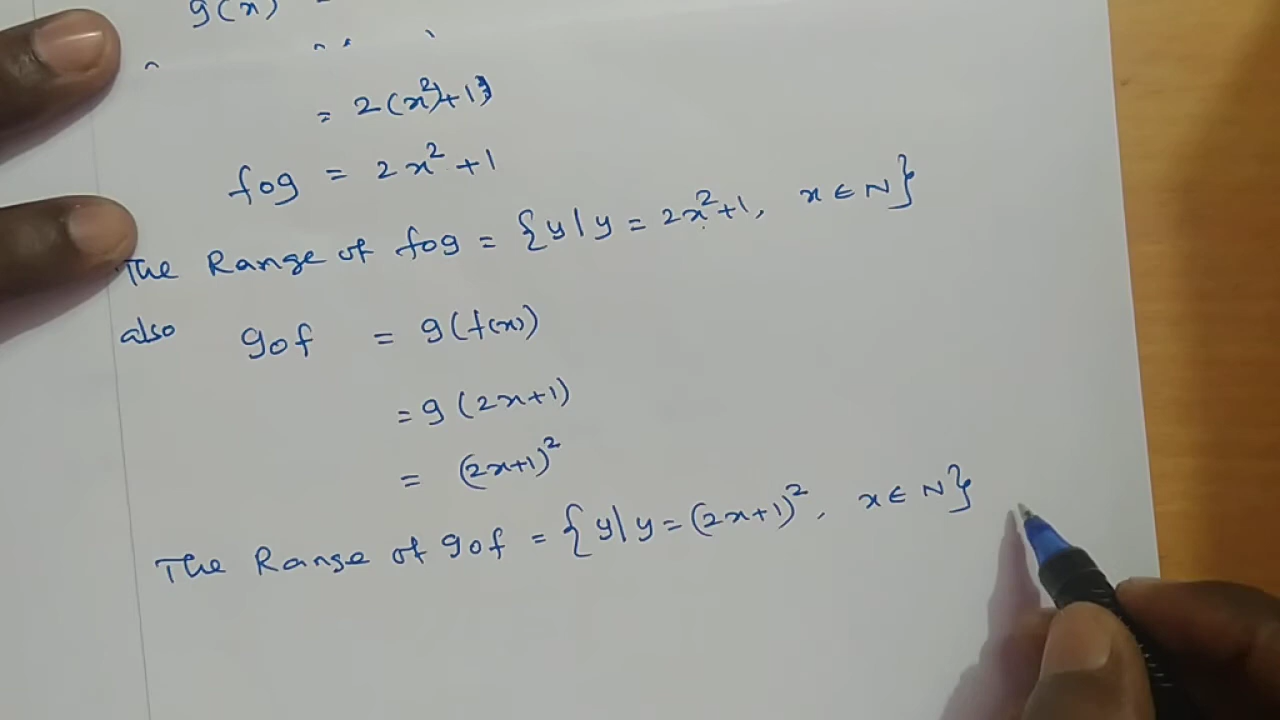 g(x)
= 2(x²)+1
fog = 2x²+1
The Range of fog = {y|y = 2x²+1, x ∈ N}
also gof = g(f(x))
= g(2x+1)
= (2x+1)²
The Range of gof = {y|y = (2x+1)², x ∈ N}